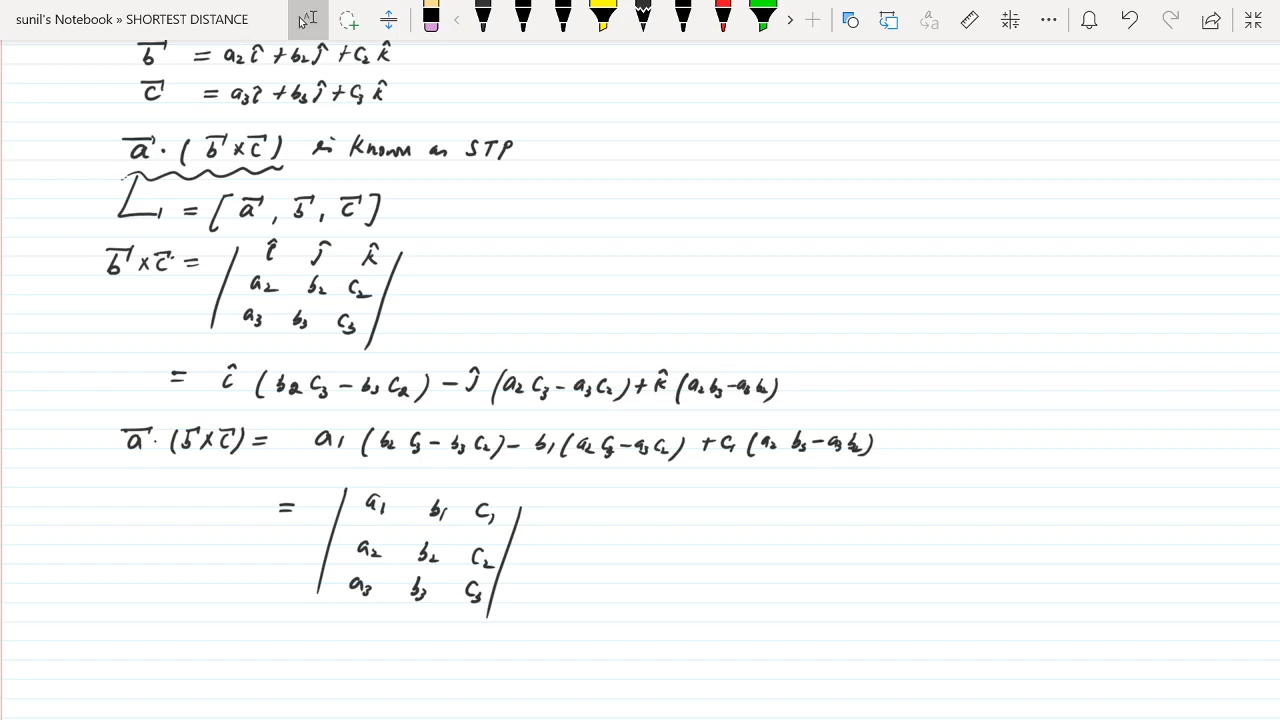 sunil's Notebook » SHORTEST DISTANCE
b⃗ = a₂î + b₂ĵ + c₂k̂
c⃗ = a₃î + b₃ĵ + c₃k̂
a⃗ · (b⃗ × c⃗) is known as STP
= [a⃗, b⃗, c⃗]
b⃗ × c⃗ = | î ĵ k̂ |
a₂ b₂ c₂
a₃ b₃ c₃
= î (b₂c₃ - b₃c₂) - ĵ (a₂c₃ - a₃c₂) + k̂ (a₂b₃ - a₃b₂)
a⃗ · (b⃗ × c⃗) = a₁ (b₂c₃ - b₃c₂) - b₁ (a₂c₃ - a₃c₂) + c₁ (a₂b₃ - a₃b₂)
= | a₁ b₁ c₁ |
a₂ b₂ c₂
a₃ b₃ c₃